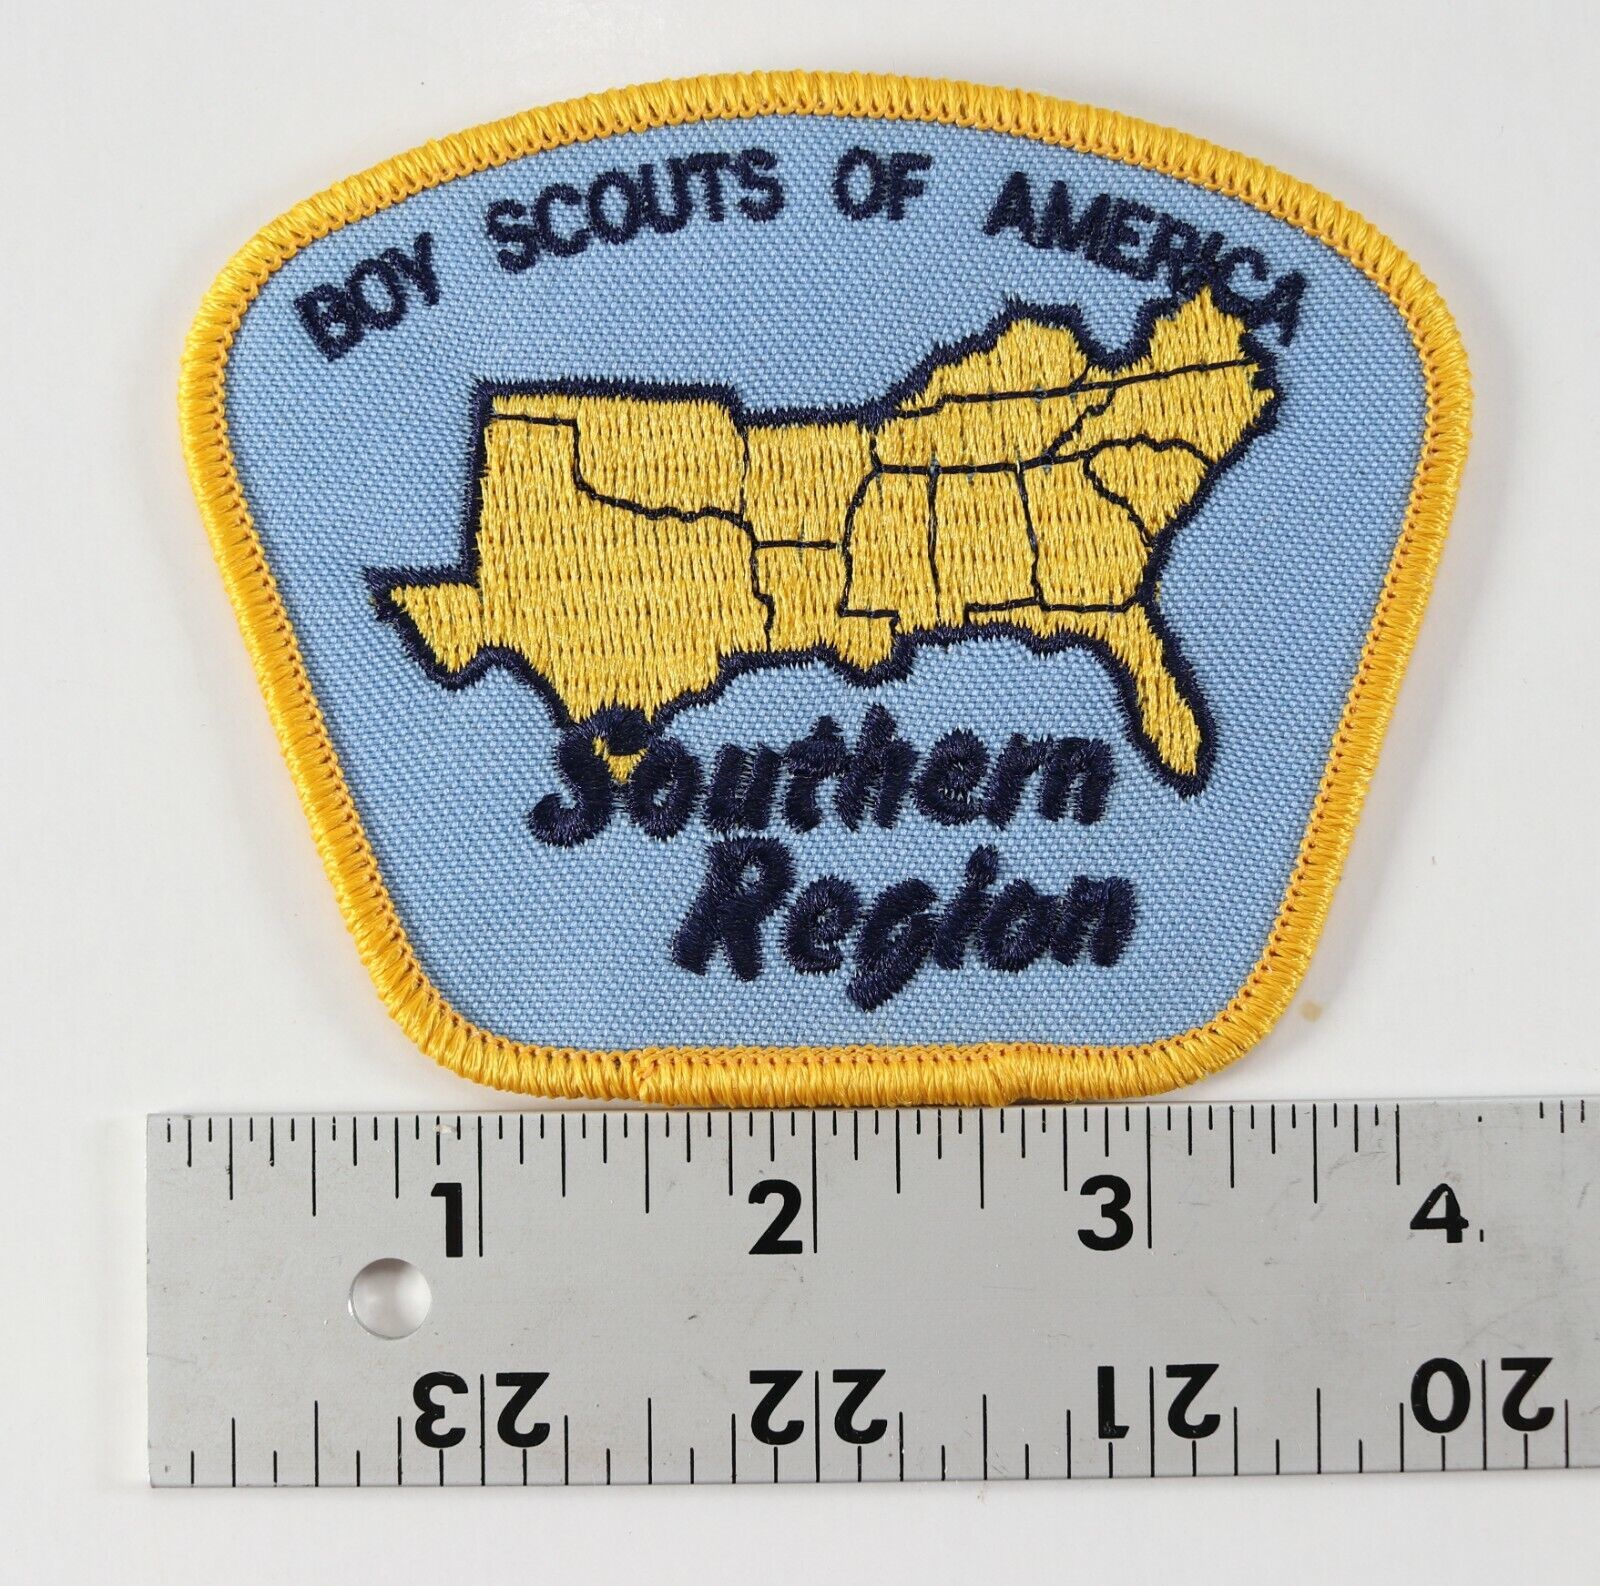 BOY SCOUTS OF AMERICA
Southern
Region
1 2 3 4
23 22 21 20